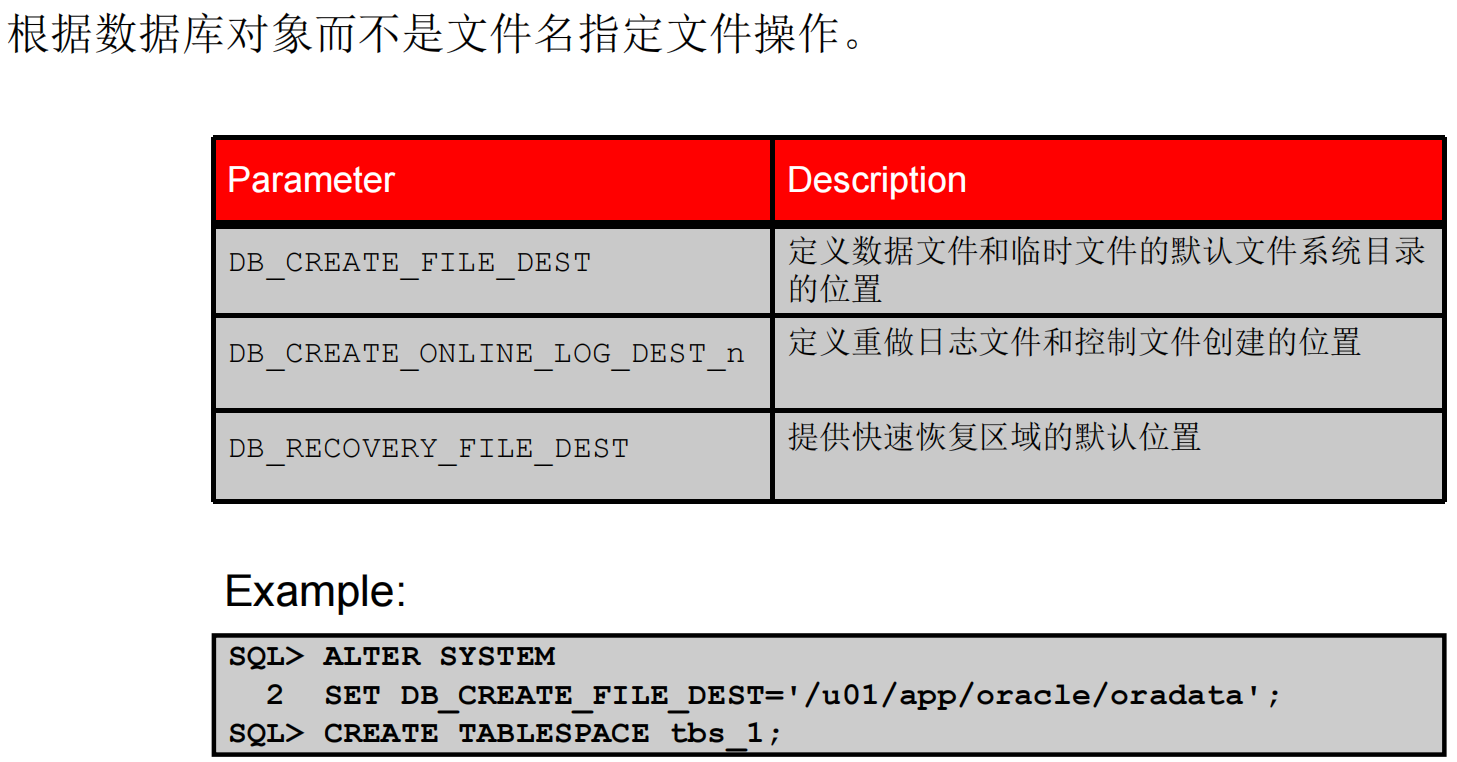 根据数据库对象而不是文件名指定文件操作。
Parameter Description
DB_CREATE_FILE_DEST 定义数据文件和临时文件的默认文件系统目录
的位置
DB_CREATE_ONLINE_LOG_DEST_n 定义重做日志文件和控制文件创建的位置
DB_RECOVERY_FILE_DEST 提供快速恢复区域的默认位置
Example:
SQL> ALTER SYSTEM
2 SET DB_CREATE_FILE_DEST='/u01/app/oracle/oradata';
SQL> CREATE TABLESPACE tbs_1;